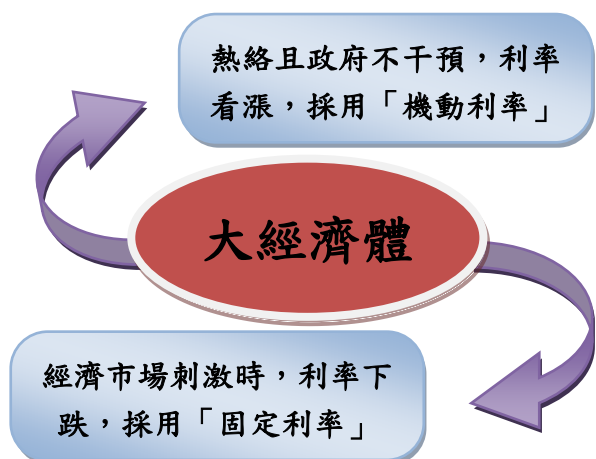 熱絡且政府不干預，利率
看漲，採用「機動利率」
大經濟體
經濟市場刺激時，利率下
跌，採用「固定利率」